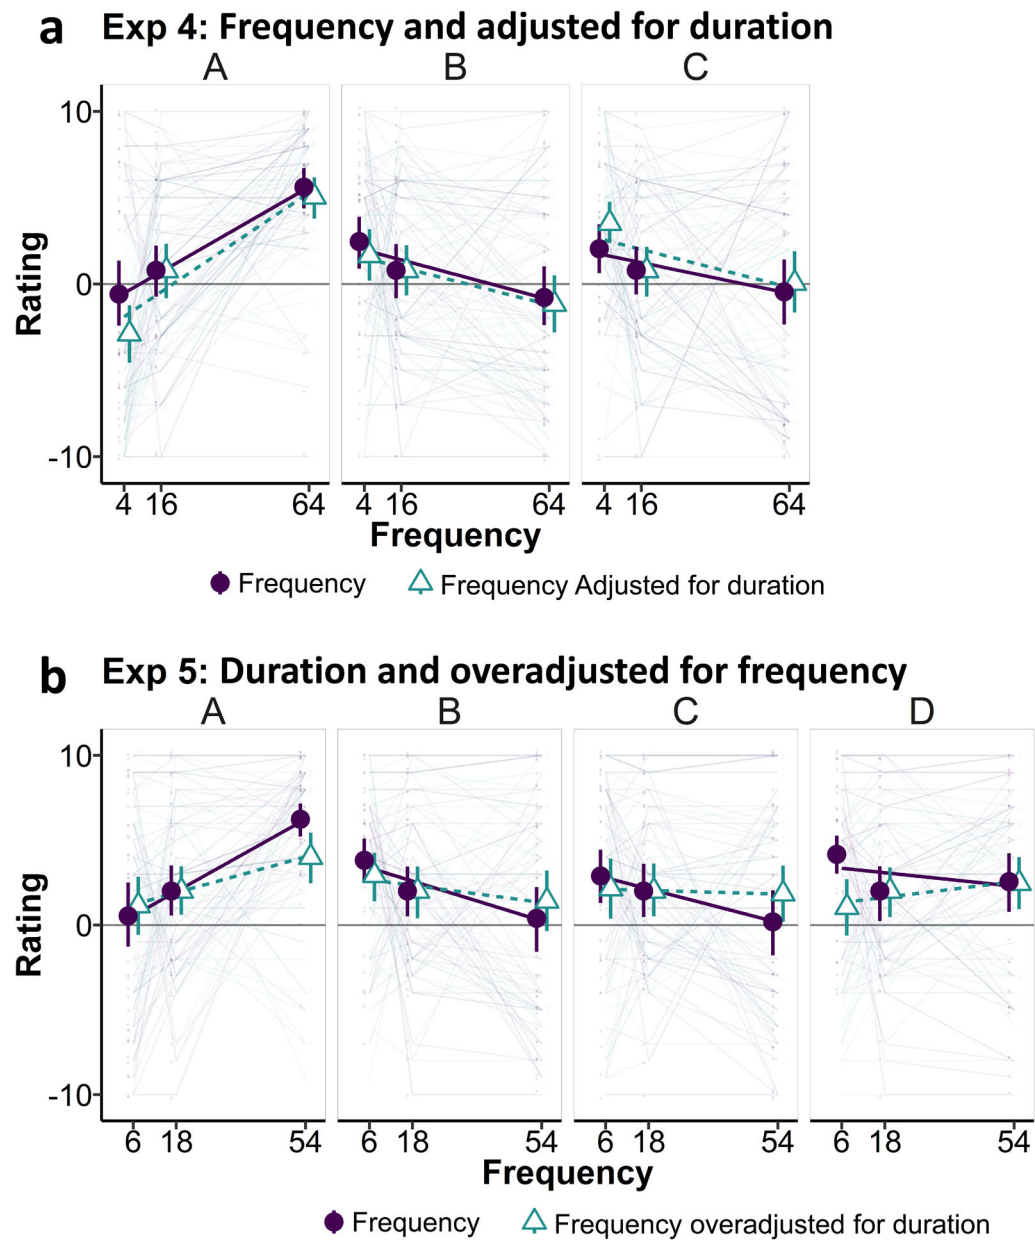 a Exp 4: Frequency and adjusted for duration
A B C
10
0
-10
Rating
4 16 64 4 16 64 4 16 64
Frequency
Frequency Frequency Adjusted for duration
b Exp 5: Duration and overadjusted for frequency
A B C D
10
0
-10
Rating
6 18 54 6 18 54 6 18 54 6 18 54
Frequency
Frequency Frequency overadjusted for duration